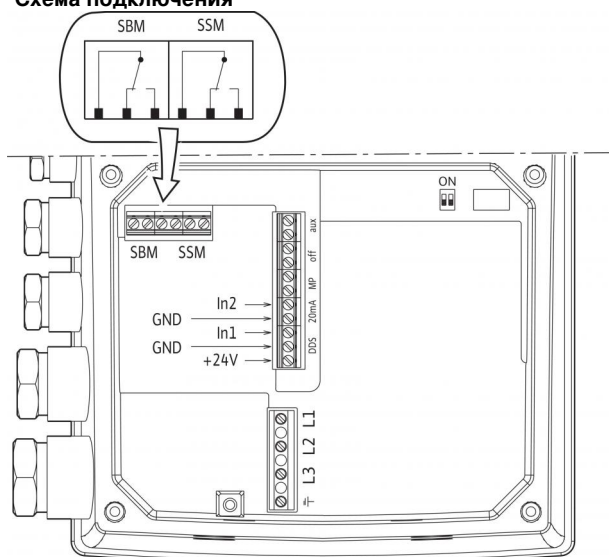 Схема подключения
SBM SSM
ON
SBM SSM
aux
off
MP
20mA
DDS
In2
GND
In1
GND
+24V
L1
L2
L3